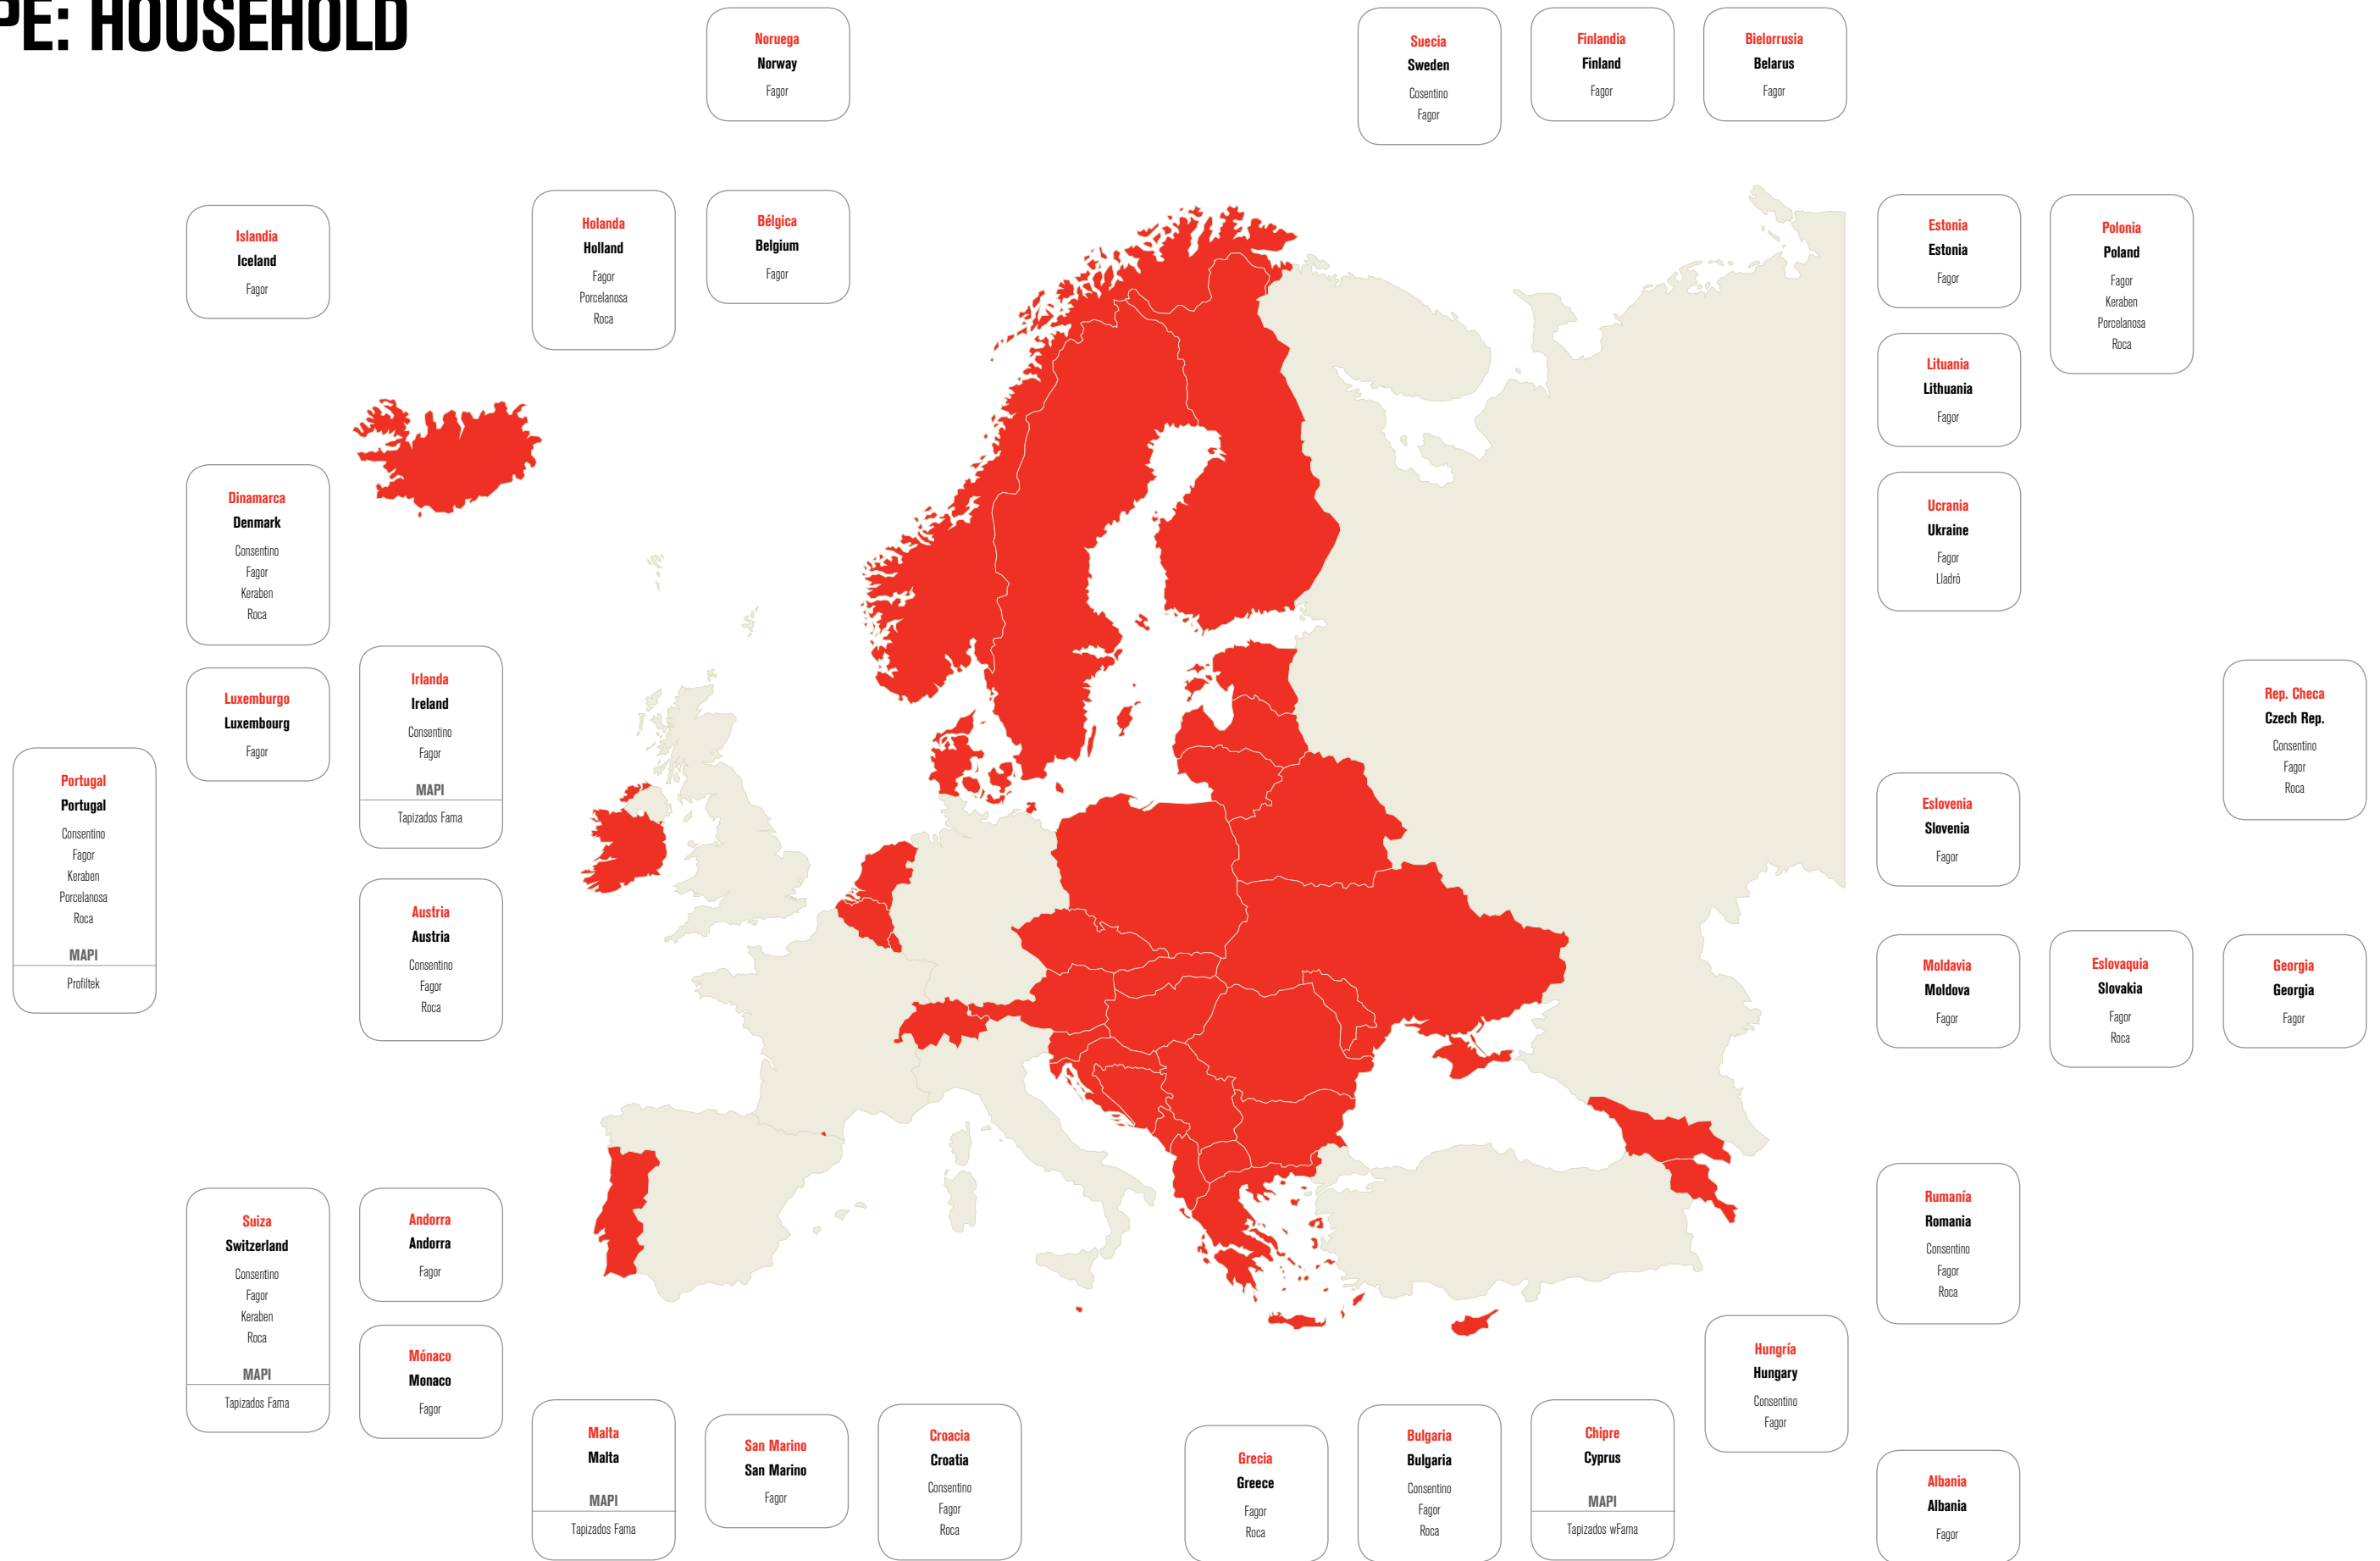 PE: HOUSEHOLD
Noruega
Norway
Fagor
Suecia
Sweden
Cosentino
Fagor
Finlandia
Finland
Fagor
Bielorrusia
Belarus
Fagor
Islandia
Iceland
Fagor
Holanda
Holland
Fagor
Porcelanosa
Roca
Bélgica
Belgium
Fagor
Estonia
Estonia
Fagor
Polonia
Poland
Fagor
Keraben
Porcelanosa
Roca
Lituania
Lithuania
Fagor
Dinamarca
Denmark
Consentino
Fagor
Keraben
Roca
Ucrania
Ukraine
Fagor
Lladró
Luxemburgo
Luxembourg
Fagor
Irlanda
Ireland
Consentino
Fagor
MAPI
Tapizados Fama
Rep. Checa
Czech Rep.
Consentino
Fagor
Roca
Portugal
Portugal
Consentino
Fagor
Keraben
Porcelanosa
Roca
MAPI
Profiltek
Eslovenia
Slovenia
Fagor
Austria
Austria
Consentino
Fagor
Roca
Moldavia
Moldova
Fagor
Eslovaquia
Slovakia
Fagor
Roca
Georgia
Georgia
Fagor
Suiza
Switzerland
Consentino
Fagor
Keraben
Roca
MAPI
Tapizados Fama
Andorra
Andorra
Fagor
Rumanía
Romania
Consentino
Fagor
Roca
Mónaco
Monaco
Fagor
Hungría
Hungary
Consentino
Fagor
Malta
Malta
MAPI
Tapizados Fama
San Marino
San Marino
Fagor
Croacia
Croatia
Consentino
Fagor
Roca
Grecia
Greece
Fagor
Roca
Bulgaria
Bulgaria
Consentino
Fagor
Roca
Chipre
Cyprus
MAPI
Tapizados wFama
Albania
Albania
Fagor